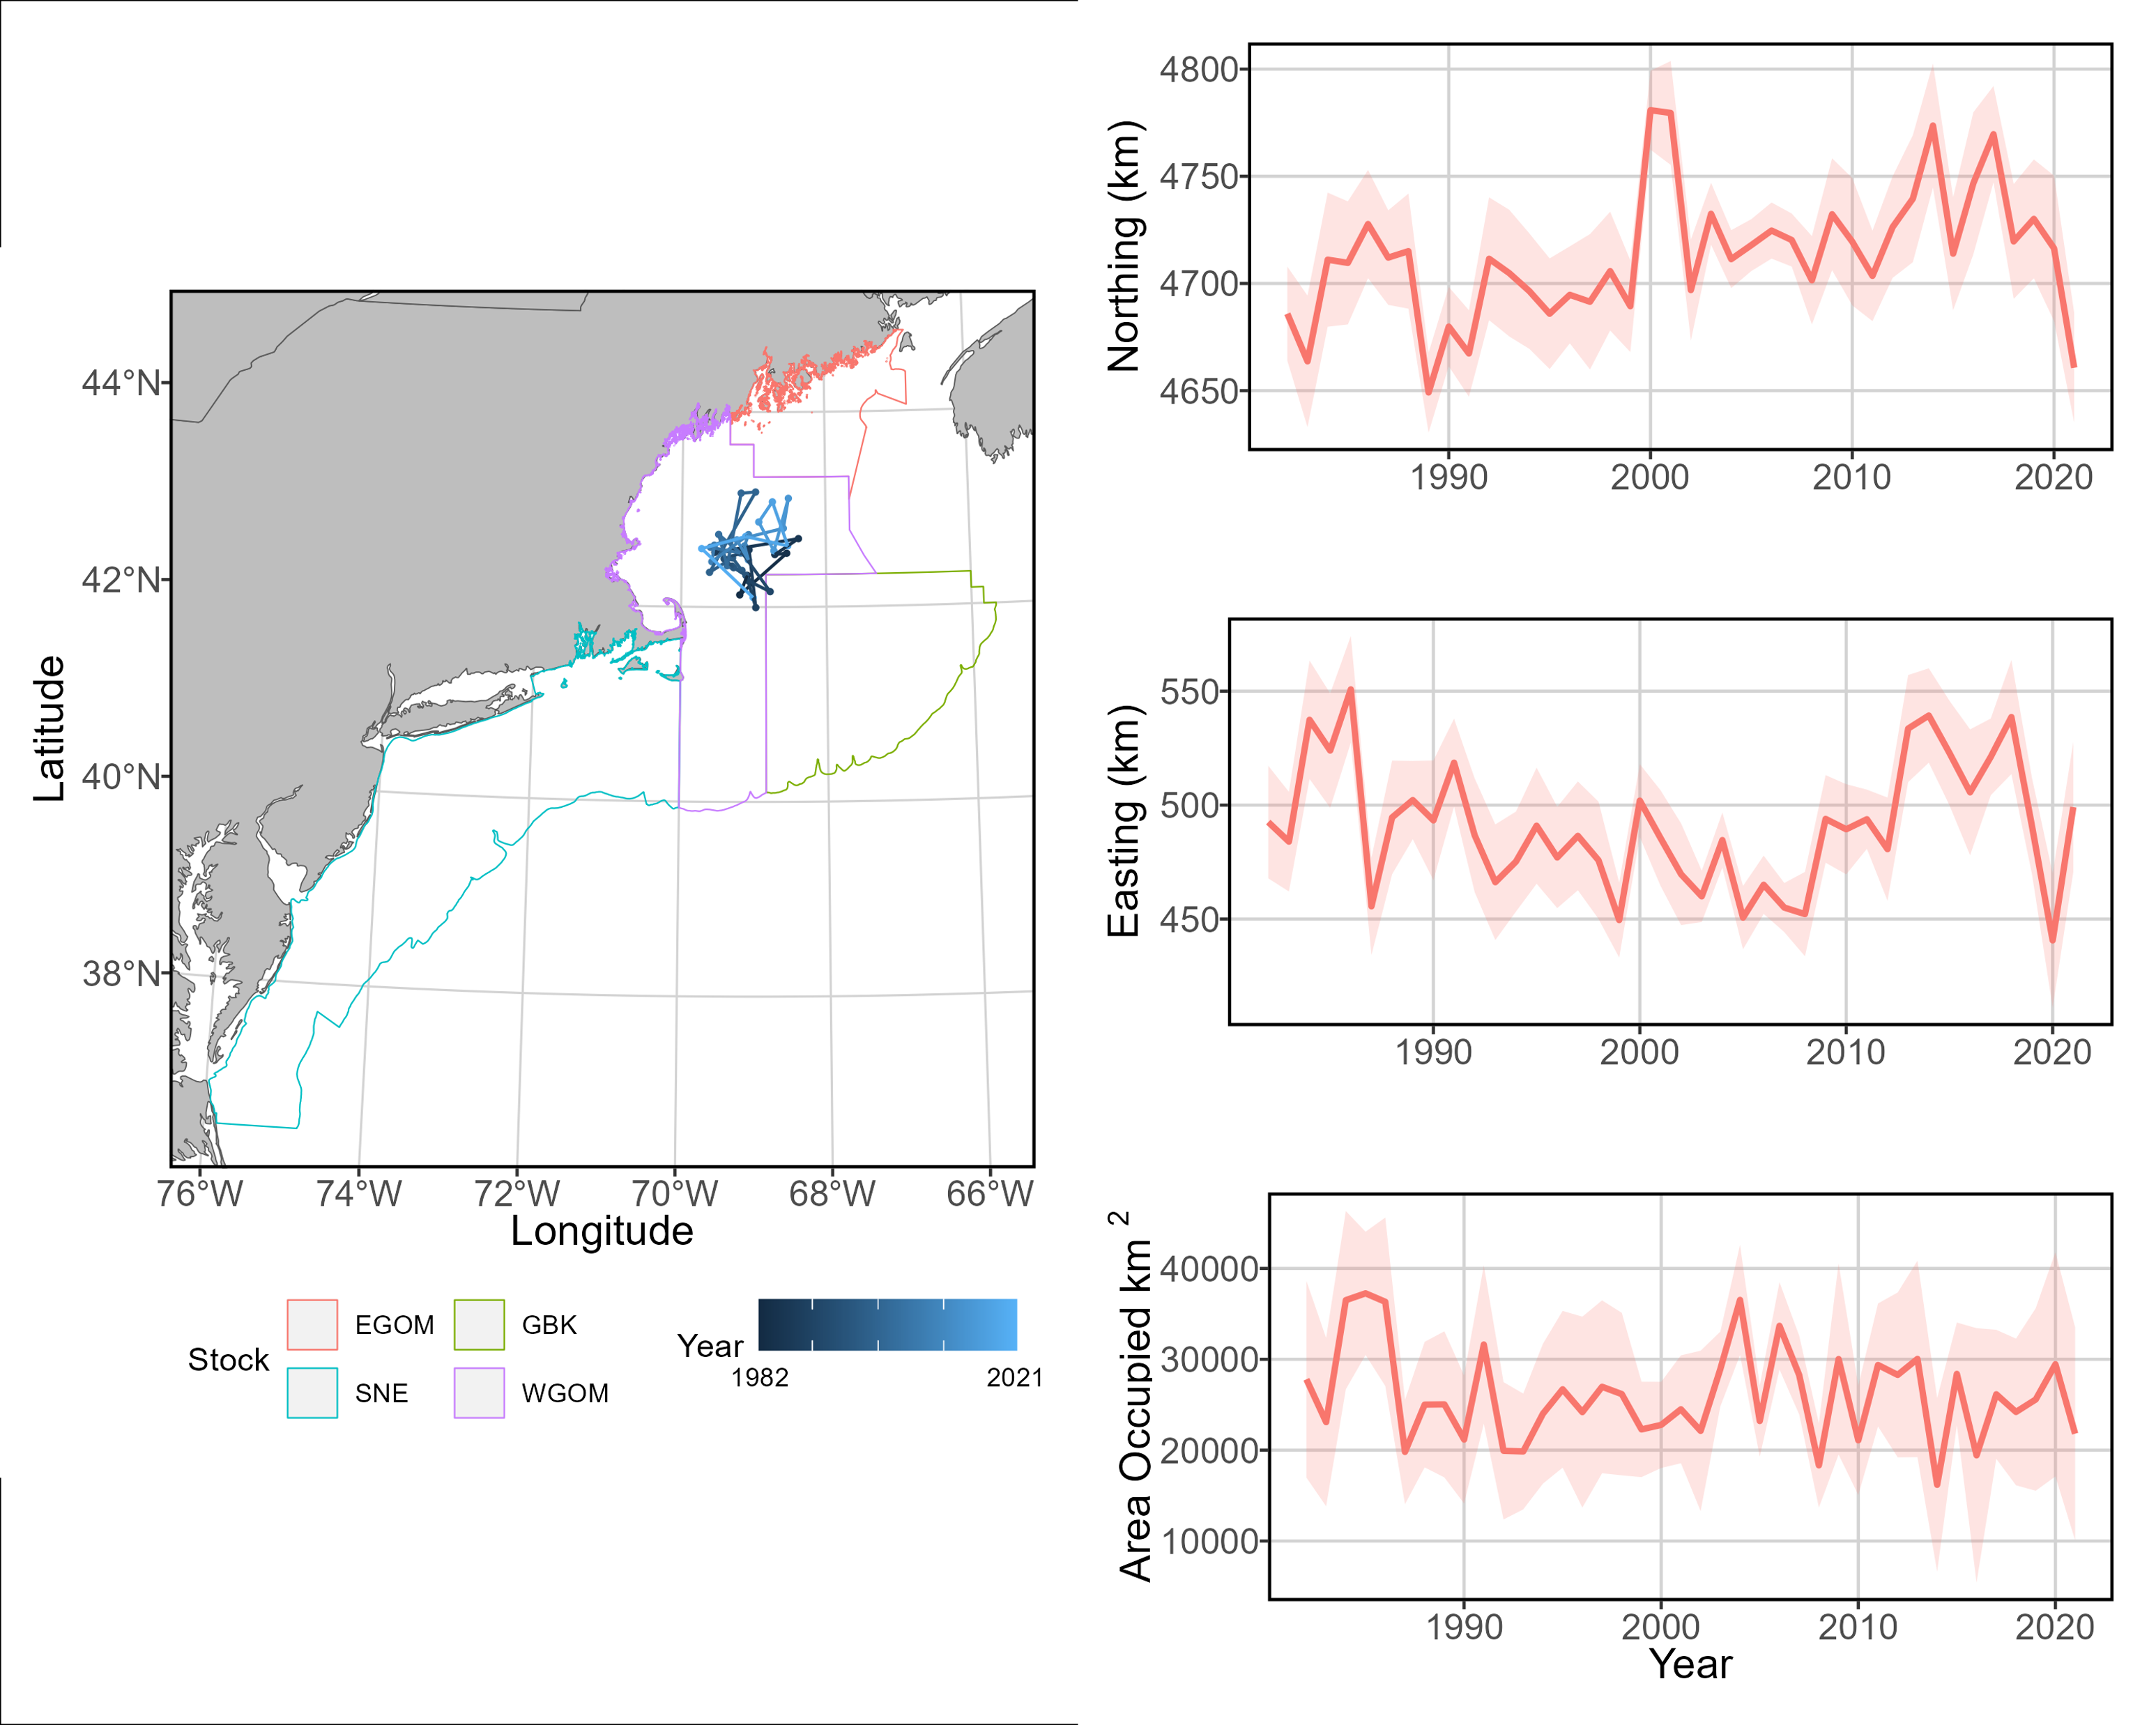 44°N
42°N
40°N
38°N
Latitude
76°W 74°W 72°W 70°W 68°W 66°W
Longitude
Stock
EGOM
GBK
SNE
WGOM
Year
1982 2021
Northing (km)
4800
4750
4700
4650
1990 2000 2010 2020
Easting (km)
550
500
450
1990 2000 2010 2020
Area Occupied km 2
40000
30000
20000
10000
1990 2000 2010 2020
Year